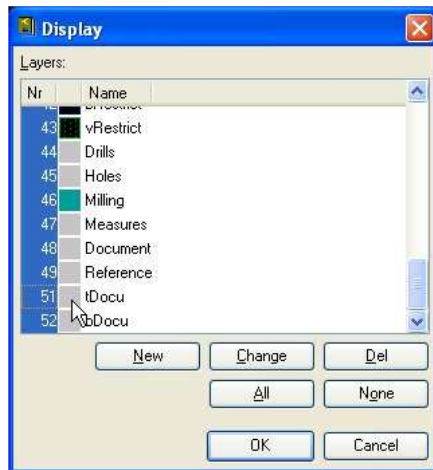 Display
Layers:
Nr Name
43 vRestrict
44 Drills
45 Holes
46 Milling
47 Measures
48 Document
49 Reference
51 tDocu
52 bDocu
New Change Del
All None
OK Cancel